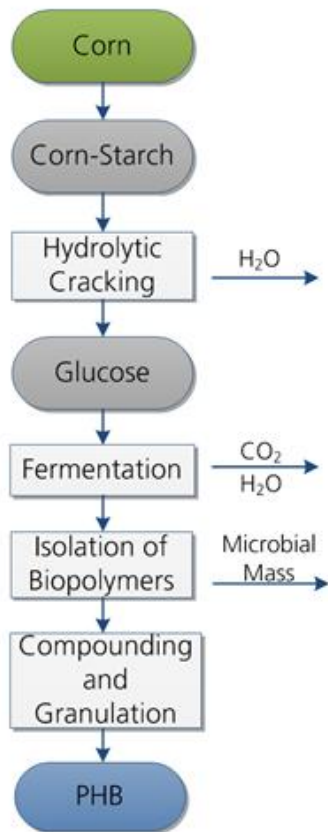 Corn
Corn-Starch
Hydrolytic
Cracking
H₂O
Glucose
Fermentation
CO₂
H₂O
Isolation of
Biopolymers
Microbial
Mass
Compounding
and
Granulation
PHB